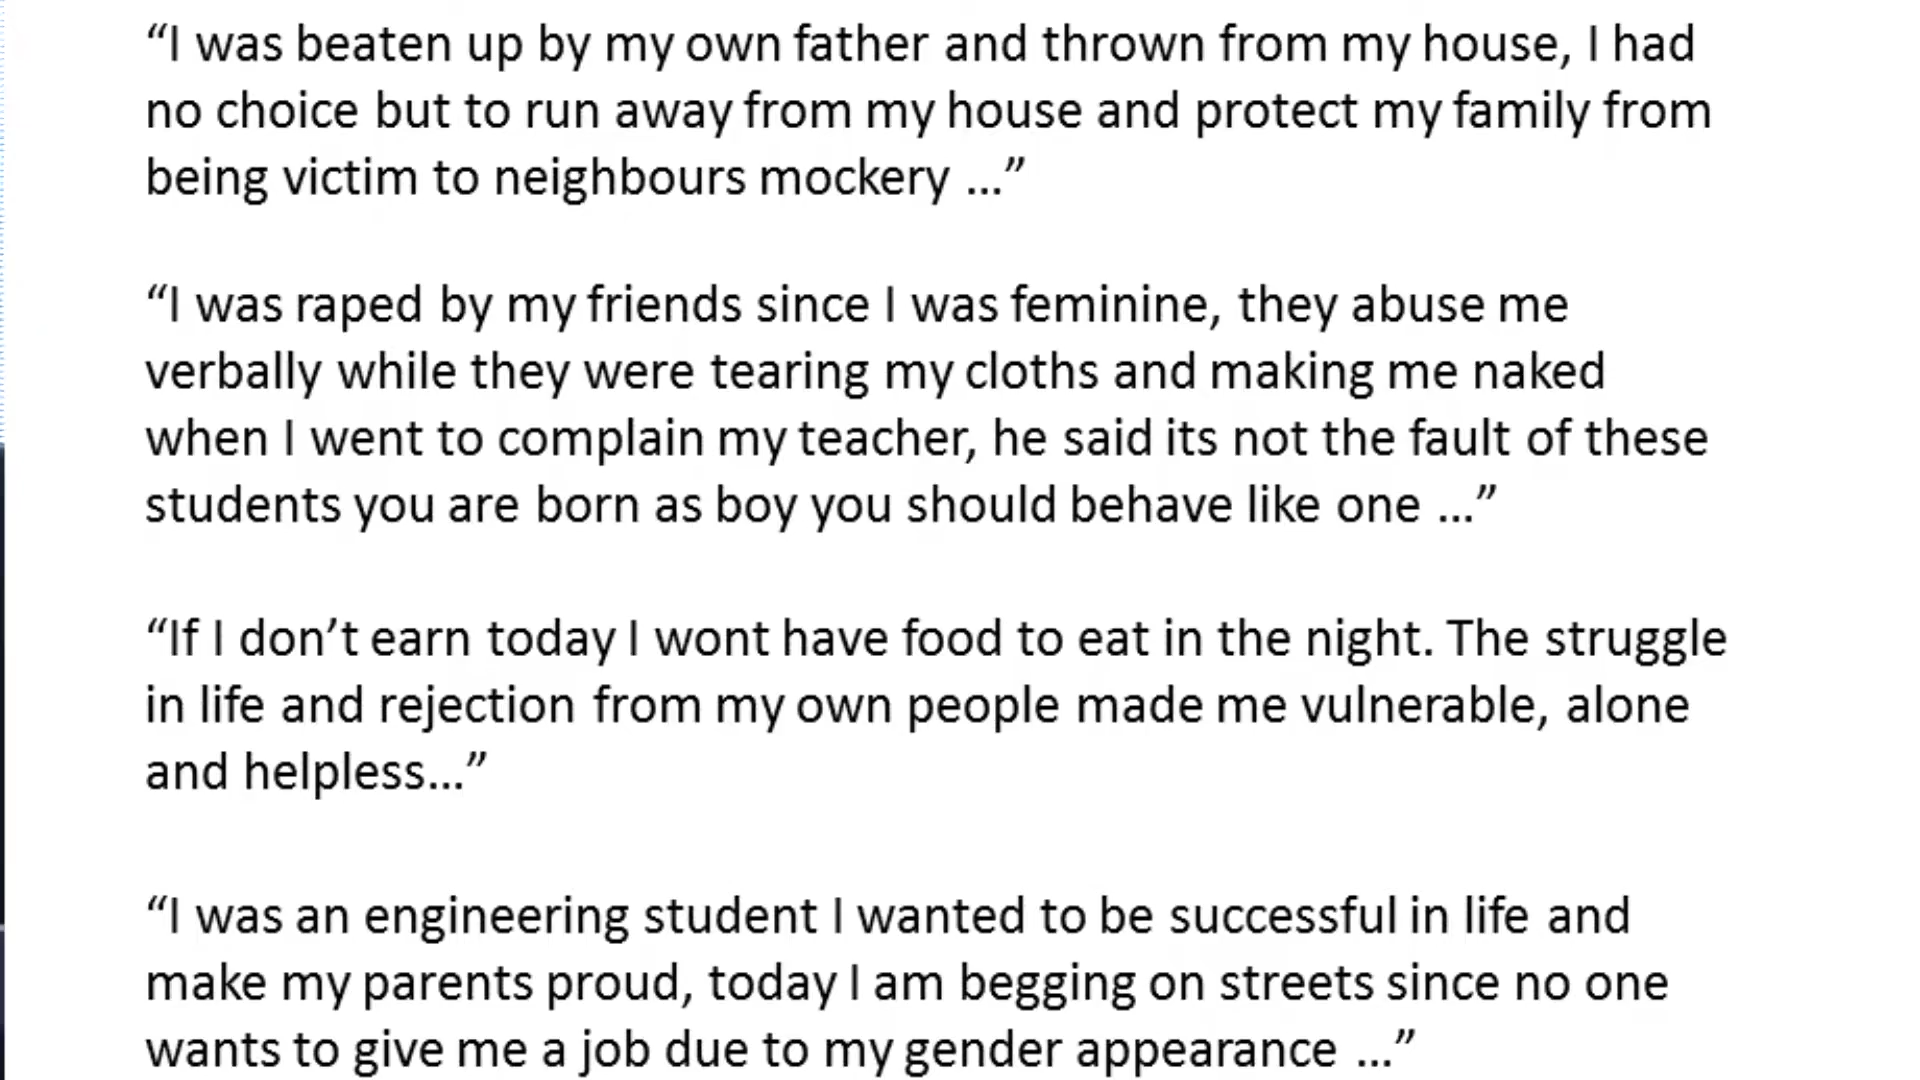 “I was beaten up by my own father and thrown from my house, I had
no choice but to run away from my house and protect my family from
being victim to neighbours mockery ...”
“I was raped by my friends since I was feminine, they abuse me
verbally while they were tearing my cloths and making me naked
when I went to complain my teacher, he said its not the fault of these
students you are born as boy you should behave like one ...”
“If I don’t earn today I wont have food to eat in the night. The struggle
in life and rejection from my own people made me vulnerable, alone
and helpless...”
“I was an engineering student I wanted to be successful in life and
make my parents proud, today I am begging on streets since no one
wants to give me a job due to my gender appearance ...”